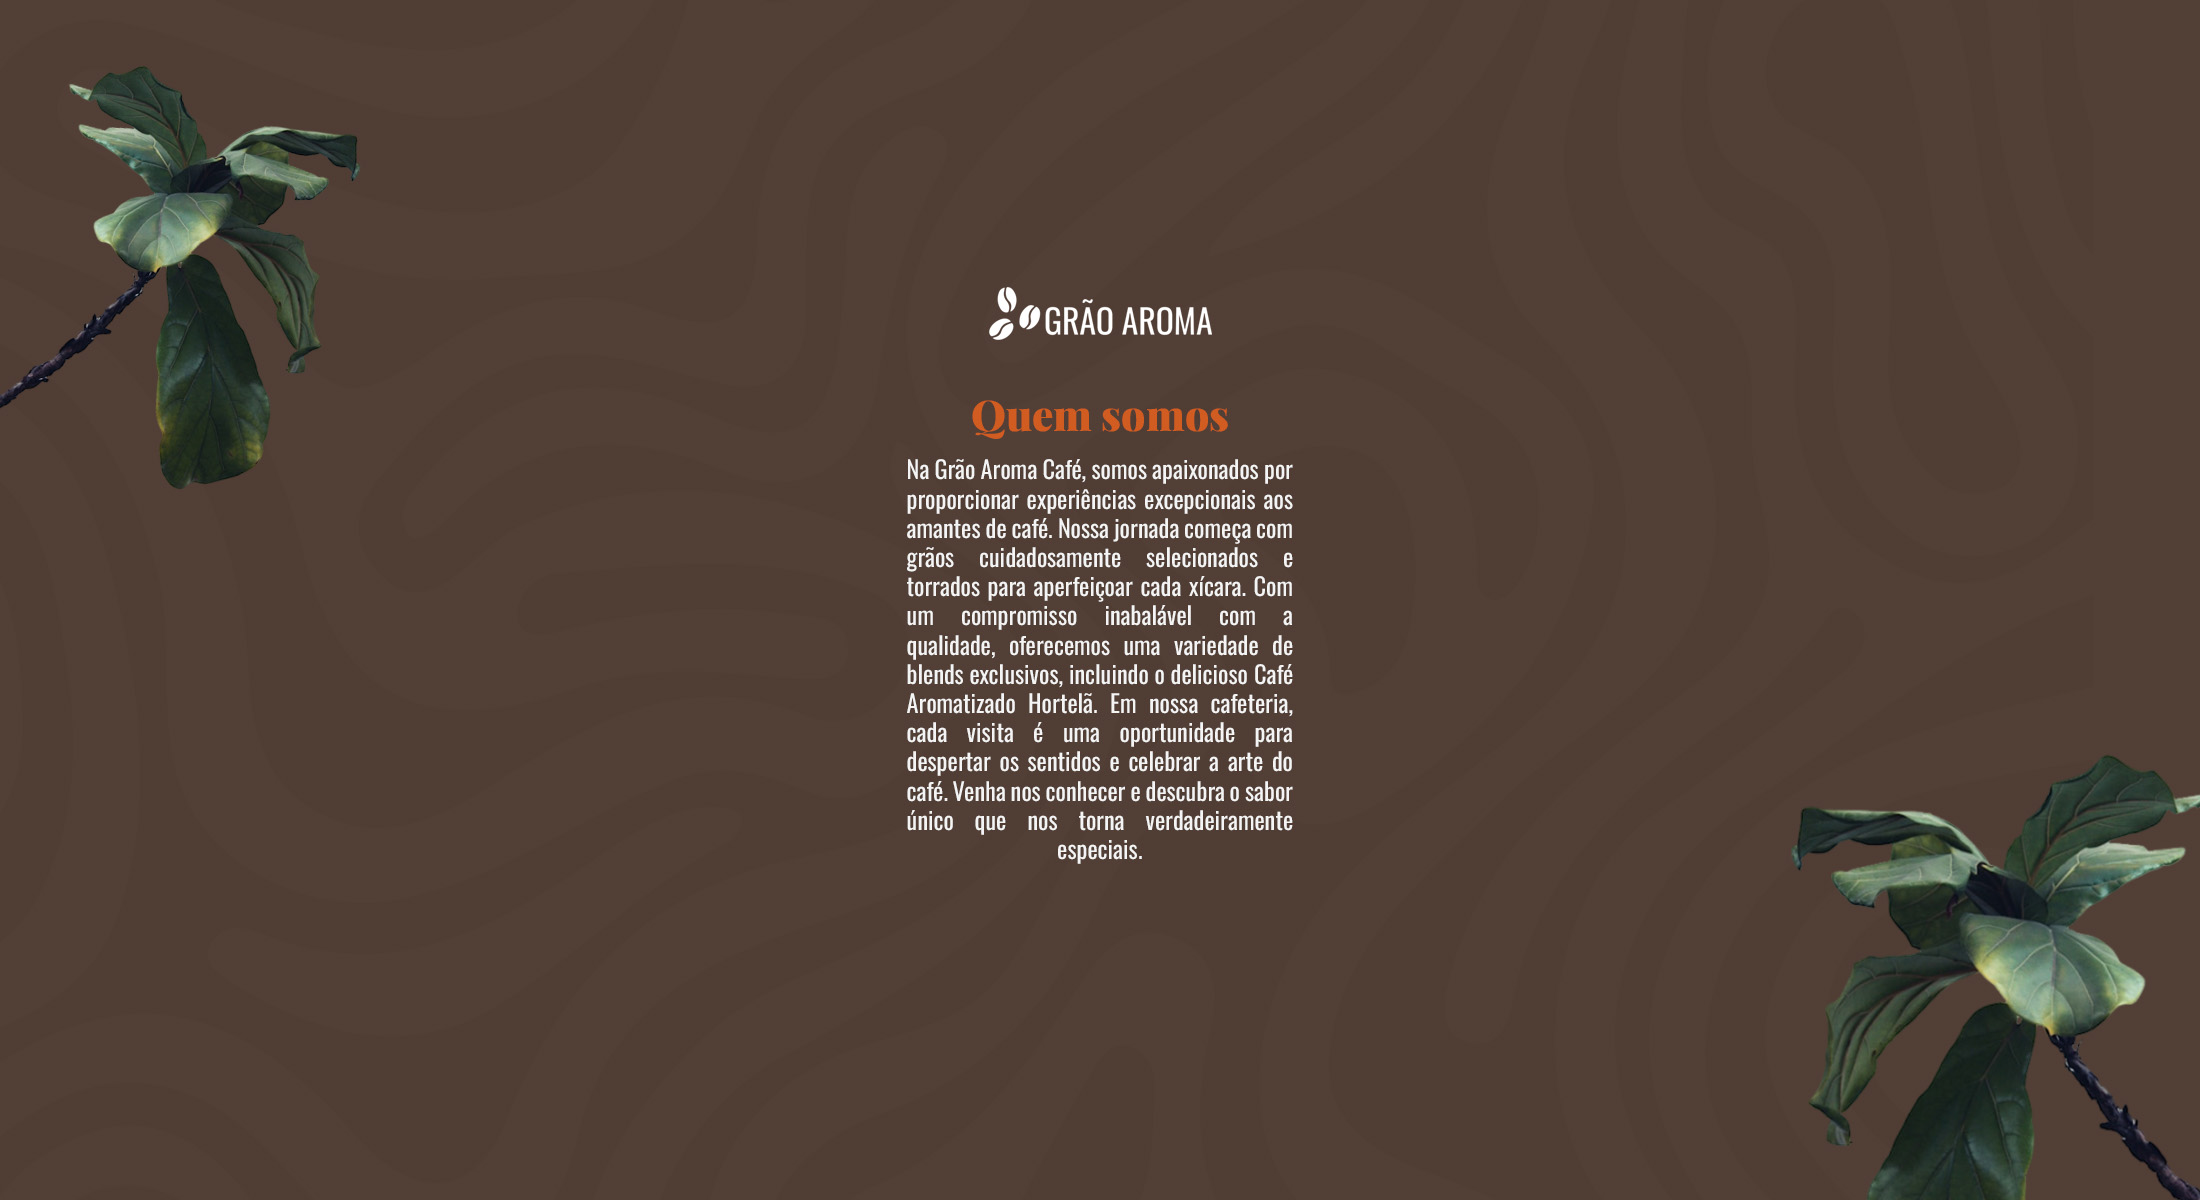 GRÃO AROMA
Quem somos
Na Grão Aroma Café, somos apaixonados por
proporcionar experiências excepcionais aos
amantes de café. Nossa jornada começa com
grãos cuidadosamente selecionados e
torrados para aperfeiçoar cada xícara. Com
um compromisso inabalável com a
qualidade, oferecemos uma variedade de
blends exclusivos, incluindo o delicioso Café
Aromatizado Hortelã. Em nossa cafeteria,
cada visita é uma oportunidade para
despertar os sentidos e celebrar a arte do
café. Venha nos conhecer e descubra o sabor
único que nos torna verdadeiramente
especiais.